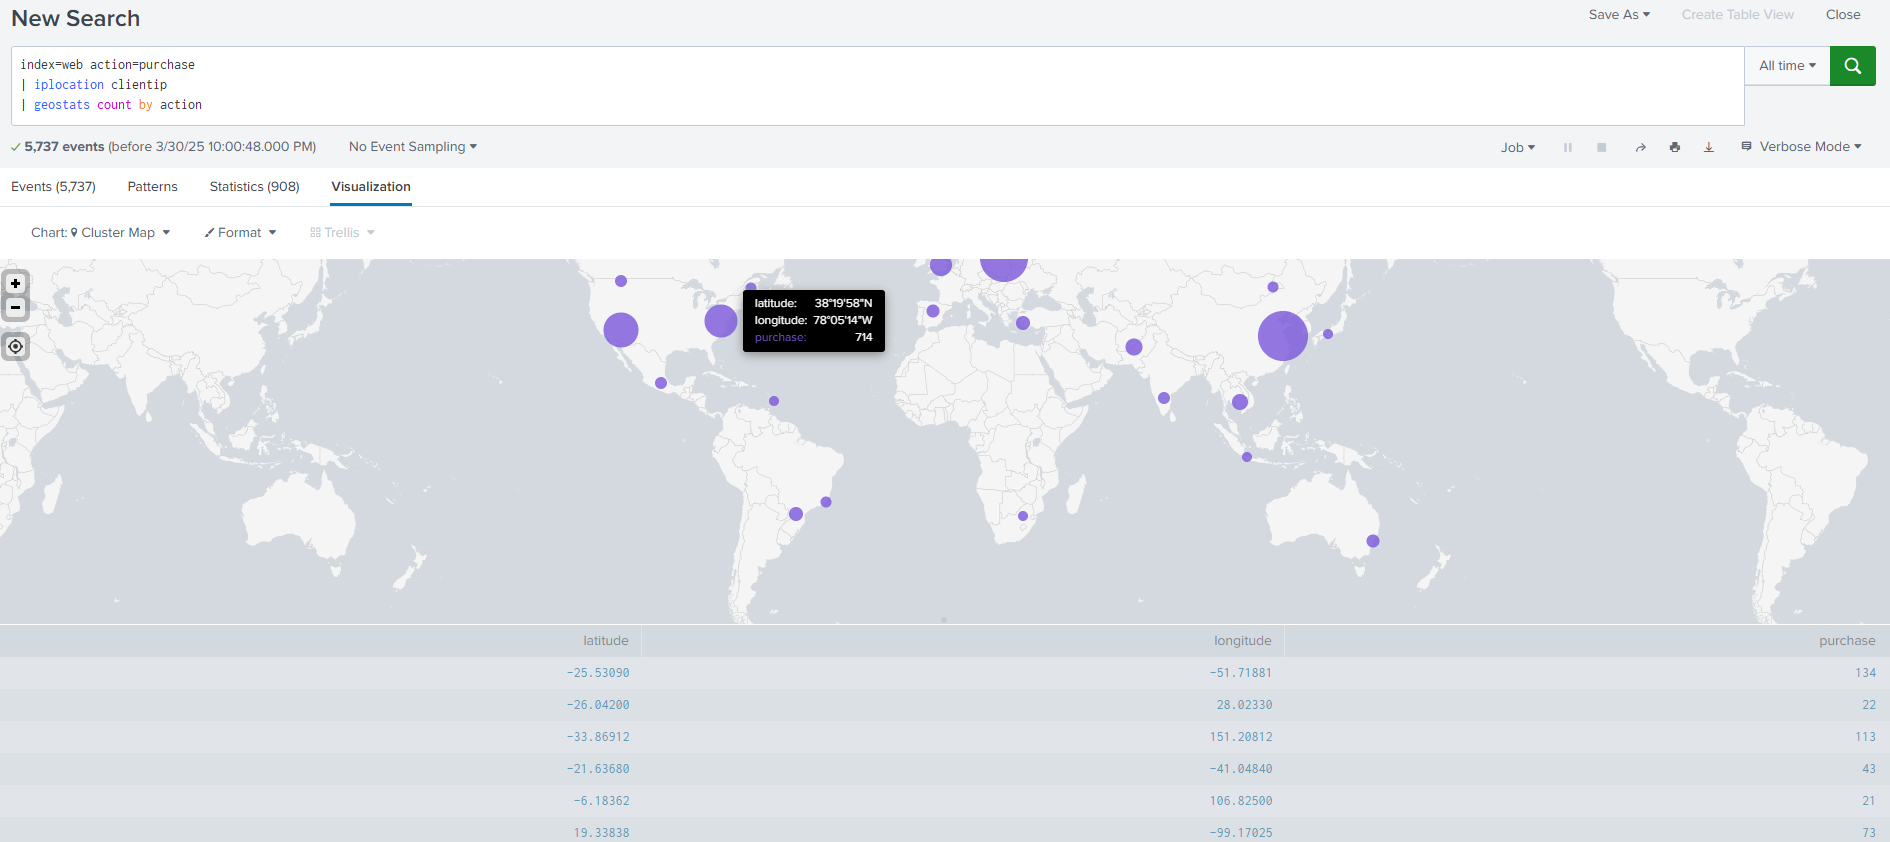 New Search
Save As
Create Table View
Close
index=web action=purchase
| iplocation clientip
| geostats count by action
All time
5,737 events (before 3/30/25 10:00:48.000 PM)
No Event Sampling
Job
Verbose Mode
Events (5,737)
Patterns
Statistics (908)
Visualization
Chart: Cluster Map
Format
Trellis
+
-
latitude: 38°19'58"N
longitude: 78°05'14"W
purchase: 714
latitude longitude purchase
-25.53090 -51.71881 134
-26.04200 28.02330 22
-33.86912 151.20812 113
-21.63680 -41.04840 43
-6.18362 106.82500 21
19.33838 -99.17025 73